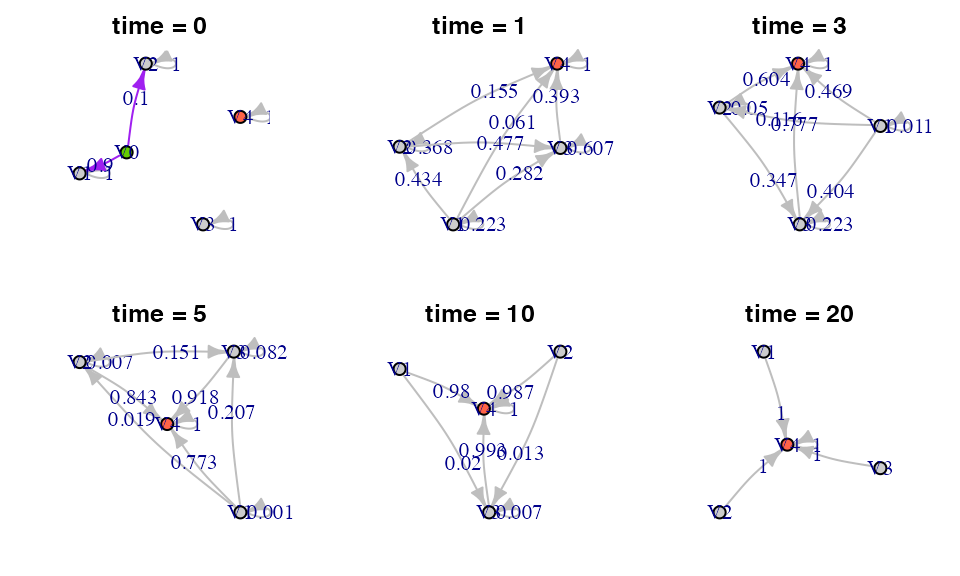 time = 0
V2 1
0.1
V4 1
V0
0.9
V1 1
V3 1
time = 1
V4 1
0.155
0.393
0.061
V2 0.368
0.477
V3 0.607
0.434
0.282
V1 0.223
time = 3
V4 1
0.604
0.469
V2 0.05
0.116
0.777
V1 0.011
0.347
0.404
V3 0.223
time = 5
V2 0.007
0.151
V3 0.082
0.843
0.918
0.019
0.207
V4 1
0.773
V1 0.001
time = 10
V2
V1
0.98
0.987
V4 1
0.993
0.013
0.02
V3 0.007
time = 20
V1
1
V4 1
1
1
V3
V2